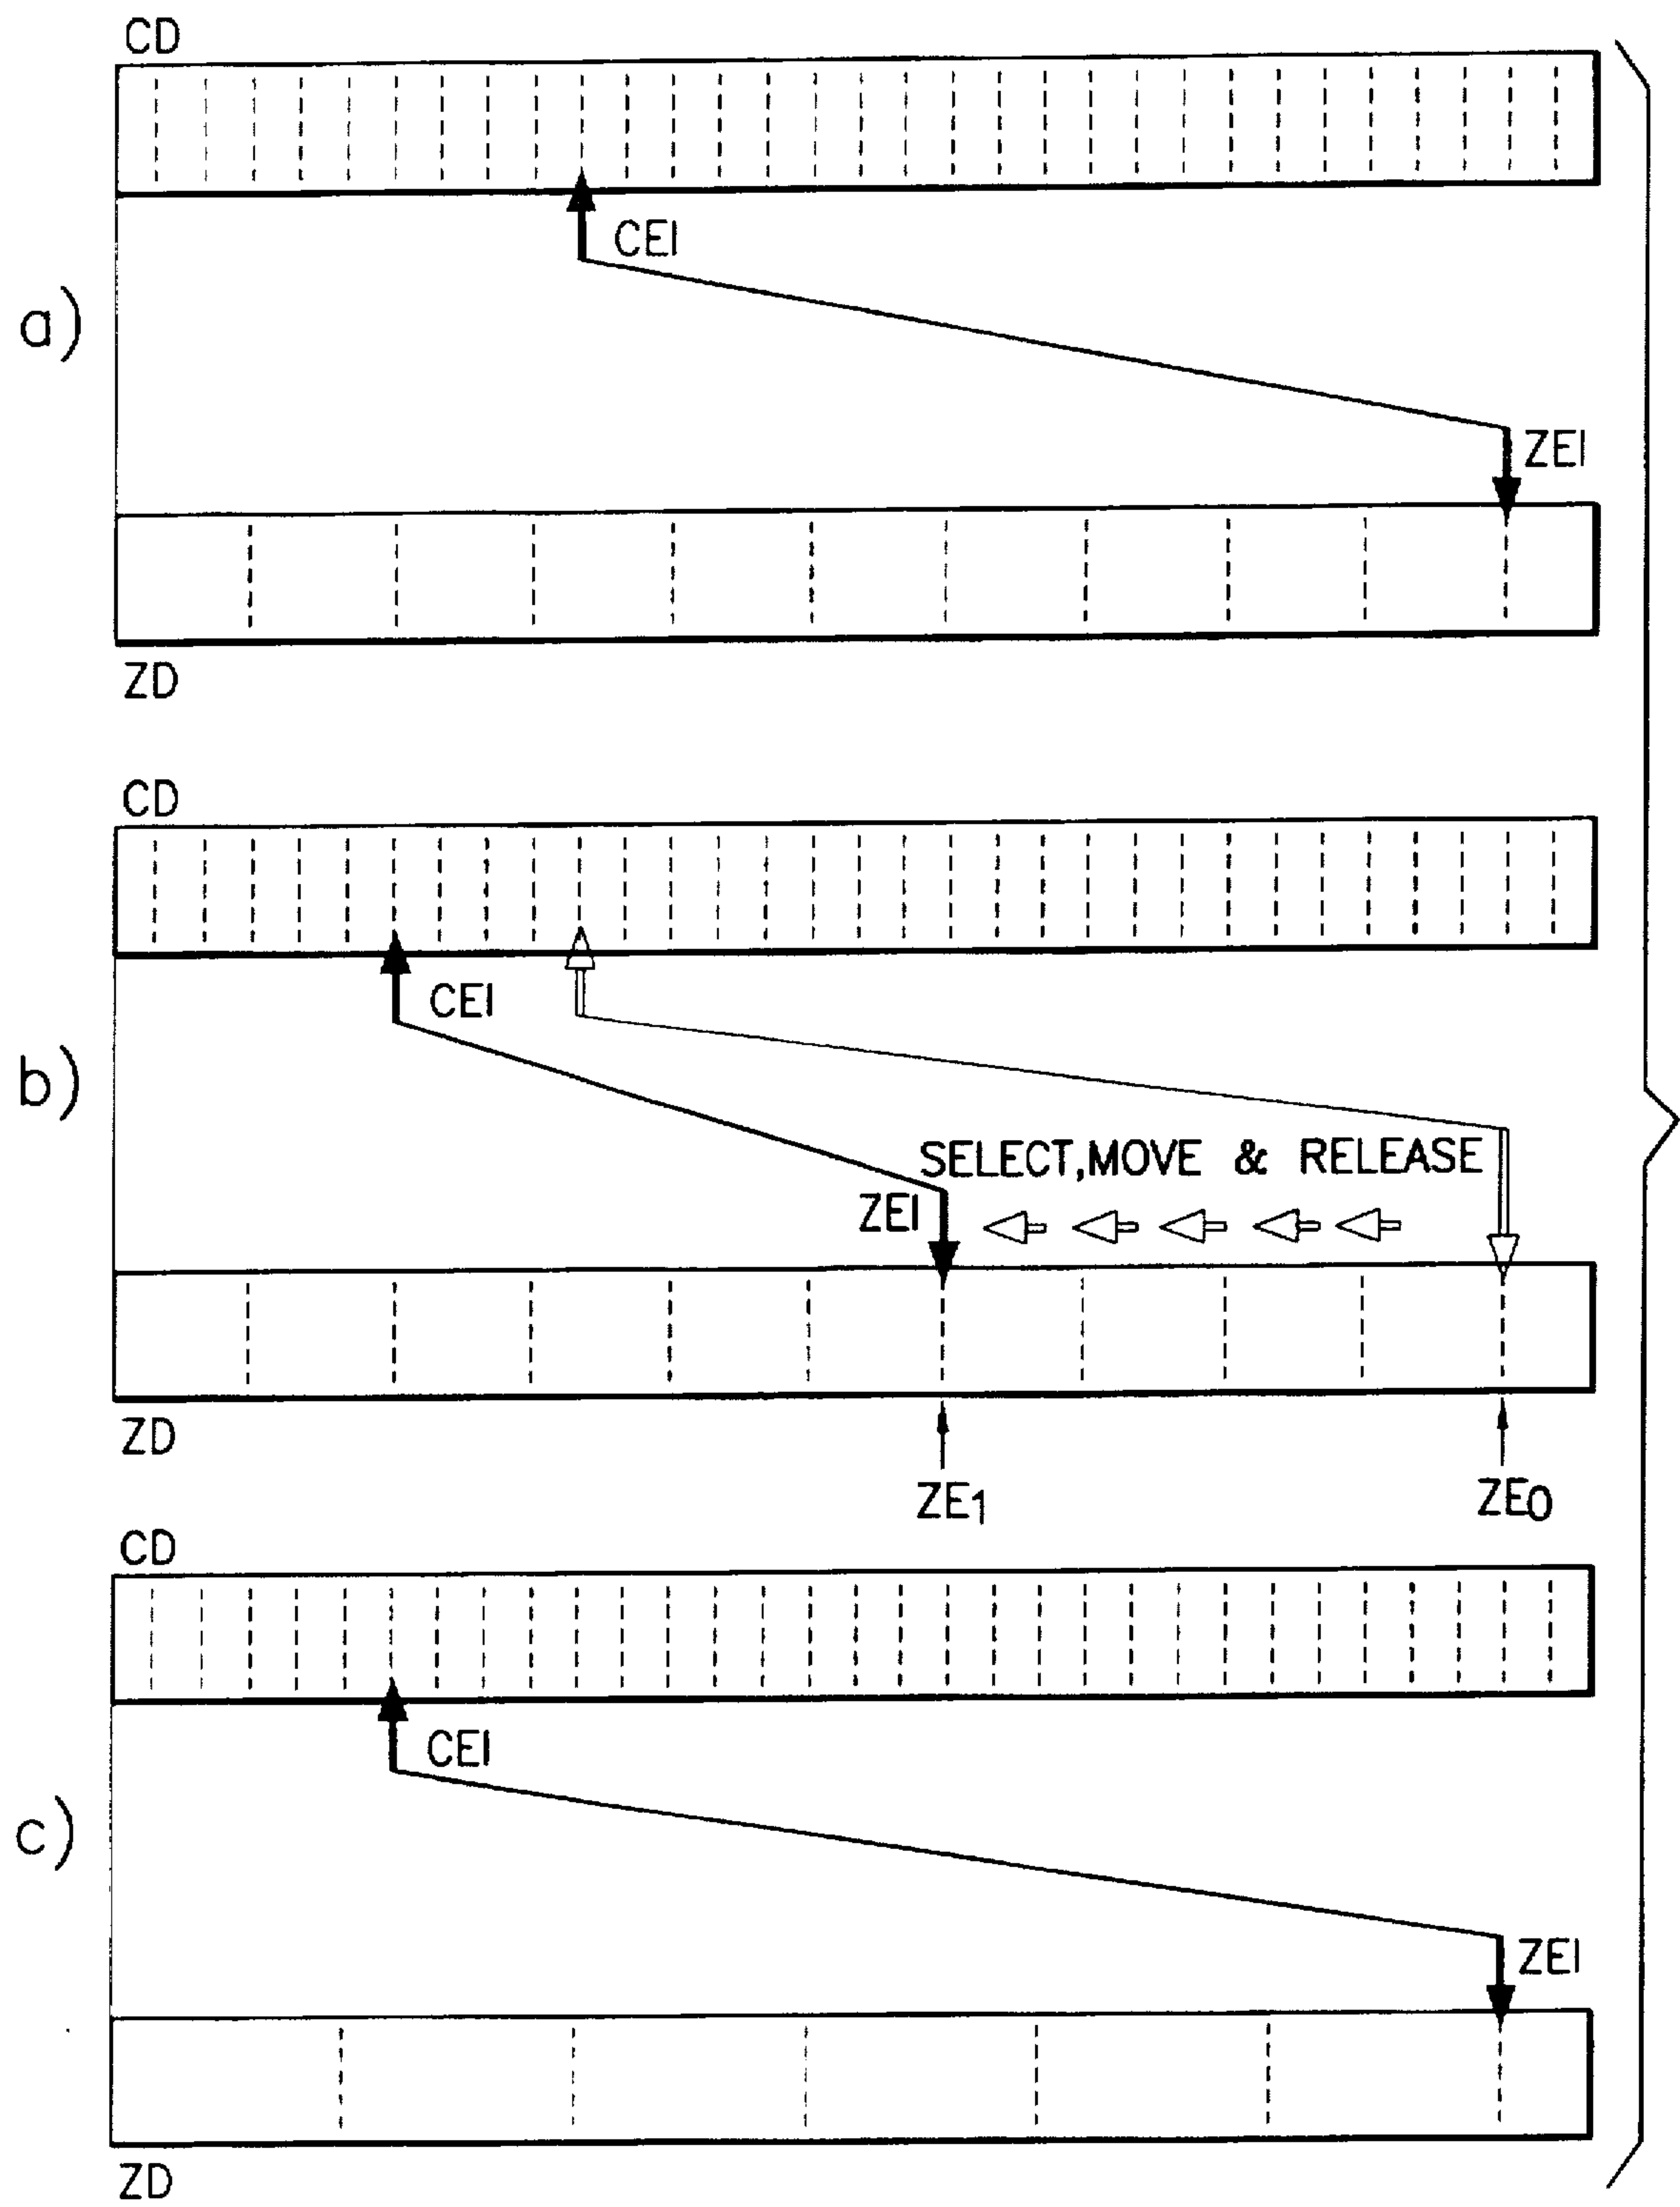 CD
CEI
a)
ZEI
ZD
CD
CEI
b)
SELECT,MOVE & RELEASE
ZEI
ZD
ZE1
ZE0
CD
CEI
c)
ZEI
ZD